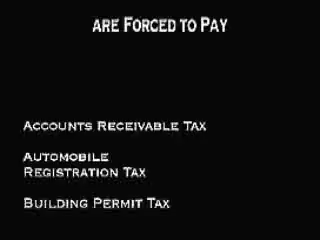 are Forced to Pay
Accounts Receivable Tax
Automobile
Registration Tax
Building Permit Tax